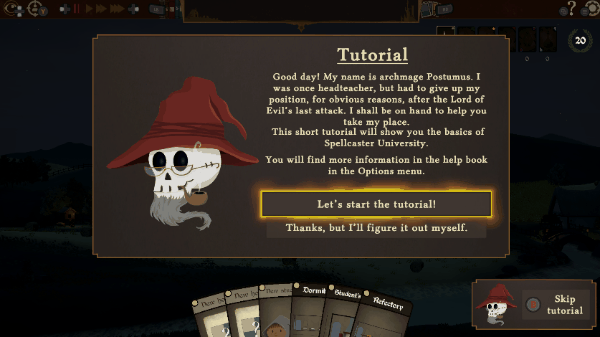 20
Tutorial
Good day! My name is archmage Postumus. I
was once headteacher, but had to give up my
position, for obvious reasons, after the Lord of
Evil's last attack. I shall be on hand to help you
take my place.
This short tutorial will show you the basics of
Spellcaster University.
You will find more information in the help book
in the Options menu.
Let's start the tutorial!
Thanks, but I'll figure it out myself.
Skip
tutorial
Refectory